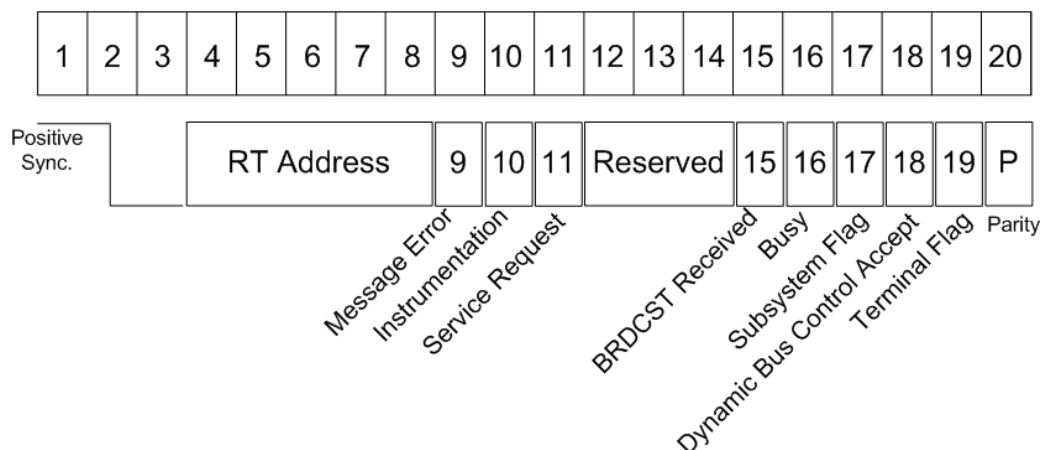 1 2 3 4 5 6 7 8 9 10 11 12 13 14 15 16 17 18 19 20
Positive
Sync.
RT Address 9 10 11 Reserved 15 16 17 18 19 P
Message Error
Instrumentation
Service Request
BRDCST Received
Busy
Subsystem Flag
Dynamic Bus Control Accept
Terminal Flag
Parity